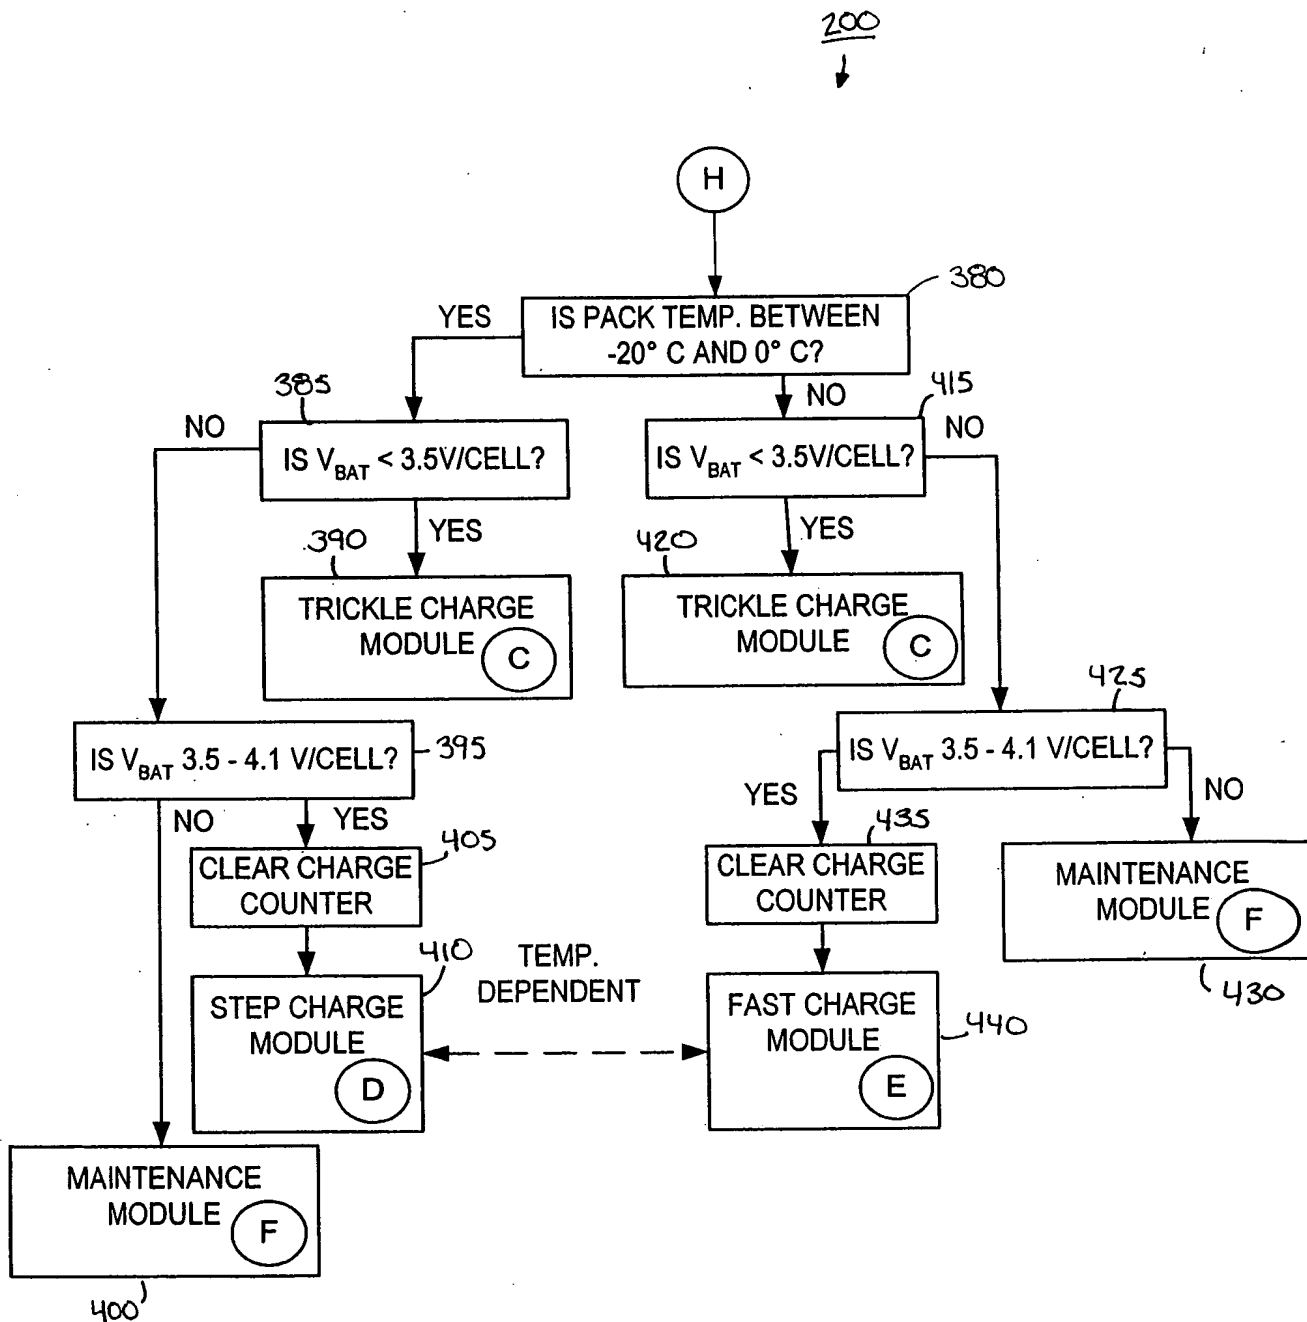 200
H
380
IS PACK TEMP. BETWEEN
-20° C AND 0° C?
YES
NO
385
IS V_BAT < 3.5V/CELL?
NO
YES
415
IS V_BAT < 3.5V/CELL?
NO
YES
390
TRICKLE CHARGE
MODULE
C
420
TRICKLE CHARGE
MODULE
C
IS V_BAT 3.5 - 4.1 V/CELL?
395
NO
YES
425
IS V_BAT 3.5 - 4.1 V/CELL?
YES
NO
405
CLEAR CHARGE
COUNTER
435
CLEAR CHARGE
COUNTER
MAINTENANCE
MODULE
F
430
410
STEP CHARGE
MODULE
D
TEMP.
DEPENDENT
FAST CHARGE
MODULE
E
440
MAINTENANCE
MODULE
F
400